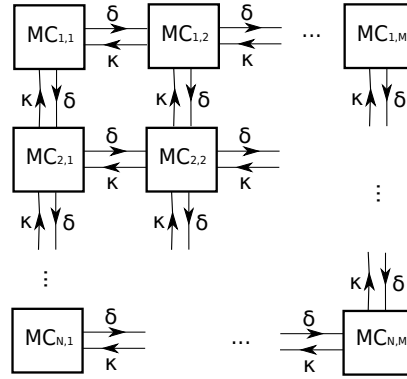 δ δ
MC1,1 MC1,2 ... MC1,M
κ κ
κ δ κ δ κ δ
δ δ
MC2,1 MC2,2
κ κ
κ δ κ δ
⋮
⋮ κ δ
δ δ
MCN,1 ... MCN,M
κ κ